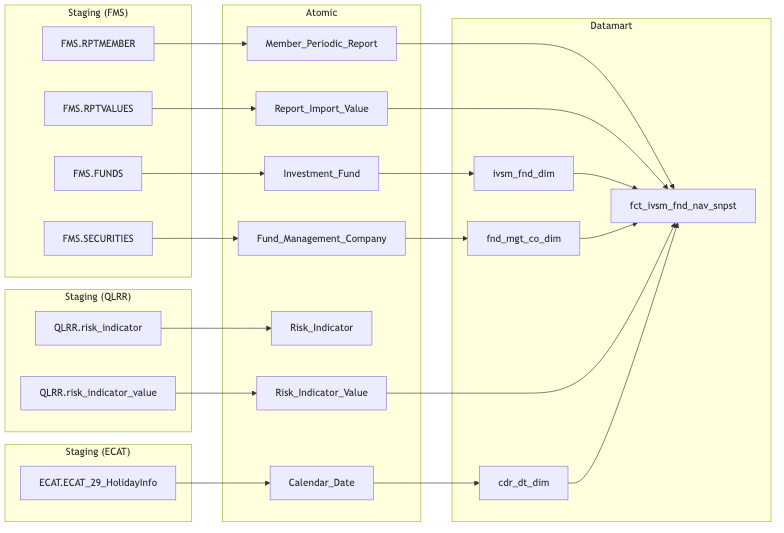 Staging (FMS)
Atomic
Datamart
FMS.RPTMEMBER
Member_Periodic_Report
FMS.RPTVALUES
Report_Import_Value
FMS.FUNDS
Investment_Fund
ivsm_fnd_dim
fct_ivsm_fnd_nav_snpst
FMS.SECURITIES
Fund_Management_Company
fnd_mgt_co_dim
Staging (QLRR)
QLRR.risk_indicator
Risk_Indicator
QLRR.risk_indicator_value
Risk_Indicator_Value
Staging (ECAT)
ECAT.ECAT_29_HolidayInfo
Calendar_Date
cdr_dt_dim